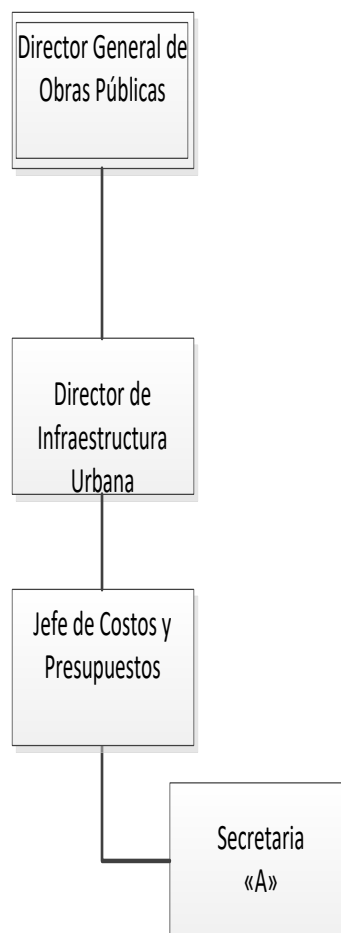 Director General de
Obras Públicas
Director de
Infraestructura
Urbana
Jefe de Costos y
Presupuestos
Secretaria
«A»